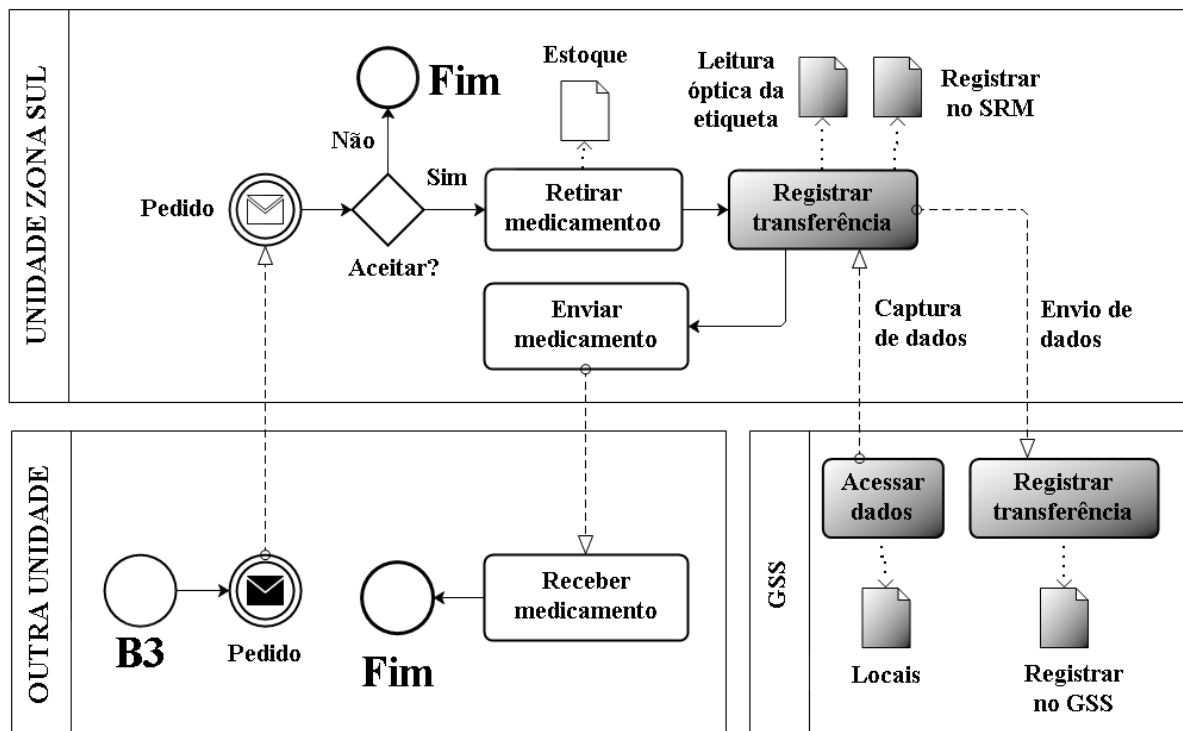 UNIDADE ZONA SUL
Fim
Não
Estoque
Leitura
óptica da
etiqueta
Registrar
no SRM
Pedido
Sim
Aceitar?
Retirar
medicamentoo
Registrar
transferência
Enviar
medicamento
Captura
de dados
Envio de
dados
OUTRA UNIDADE
B3
Pedido
Fim
Receber
medicamento
GSS
Acessar
dados
Registrar
transferência
Locais
Registrar
no GSS